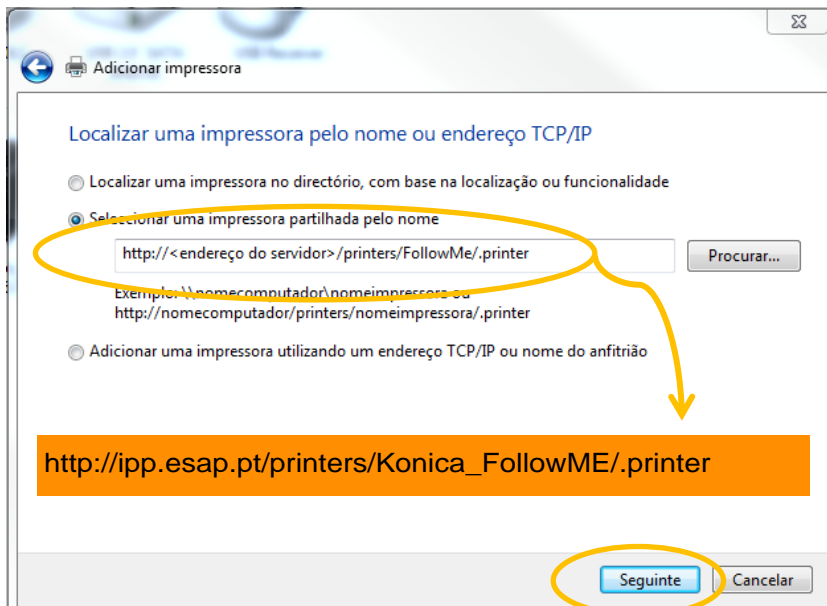 Adicionar impressora
Localizar uma impressora pelo nome ou endereço TCP/IP
Localizar uma impressora no directório, com base na localização ou funcionalidade
Seleccionar uma impressora partilhada pelo nome
http://<endereço do servidor>/printers/FollowMe/.printer
Procurar...
Exemplo: \\nomecomputador\nomeimpressora ou
http://nomecomputador/printers/nomeimpressora/.printer
Adicionar uma impressora utilizando um endereço TCP/IP ou nome do anfitrião
http://ipp.esap.pt/printers/Konica_FollowME/.printer
Seguinte
Cancelar